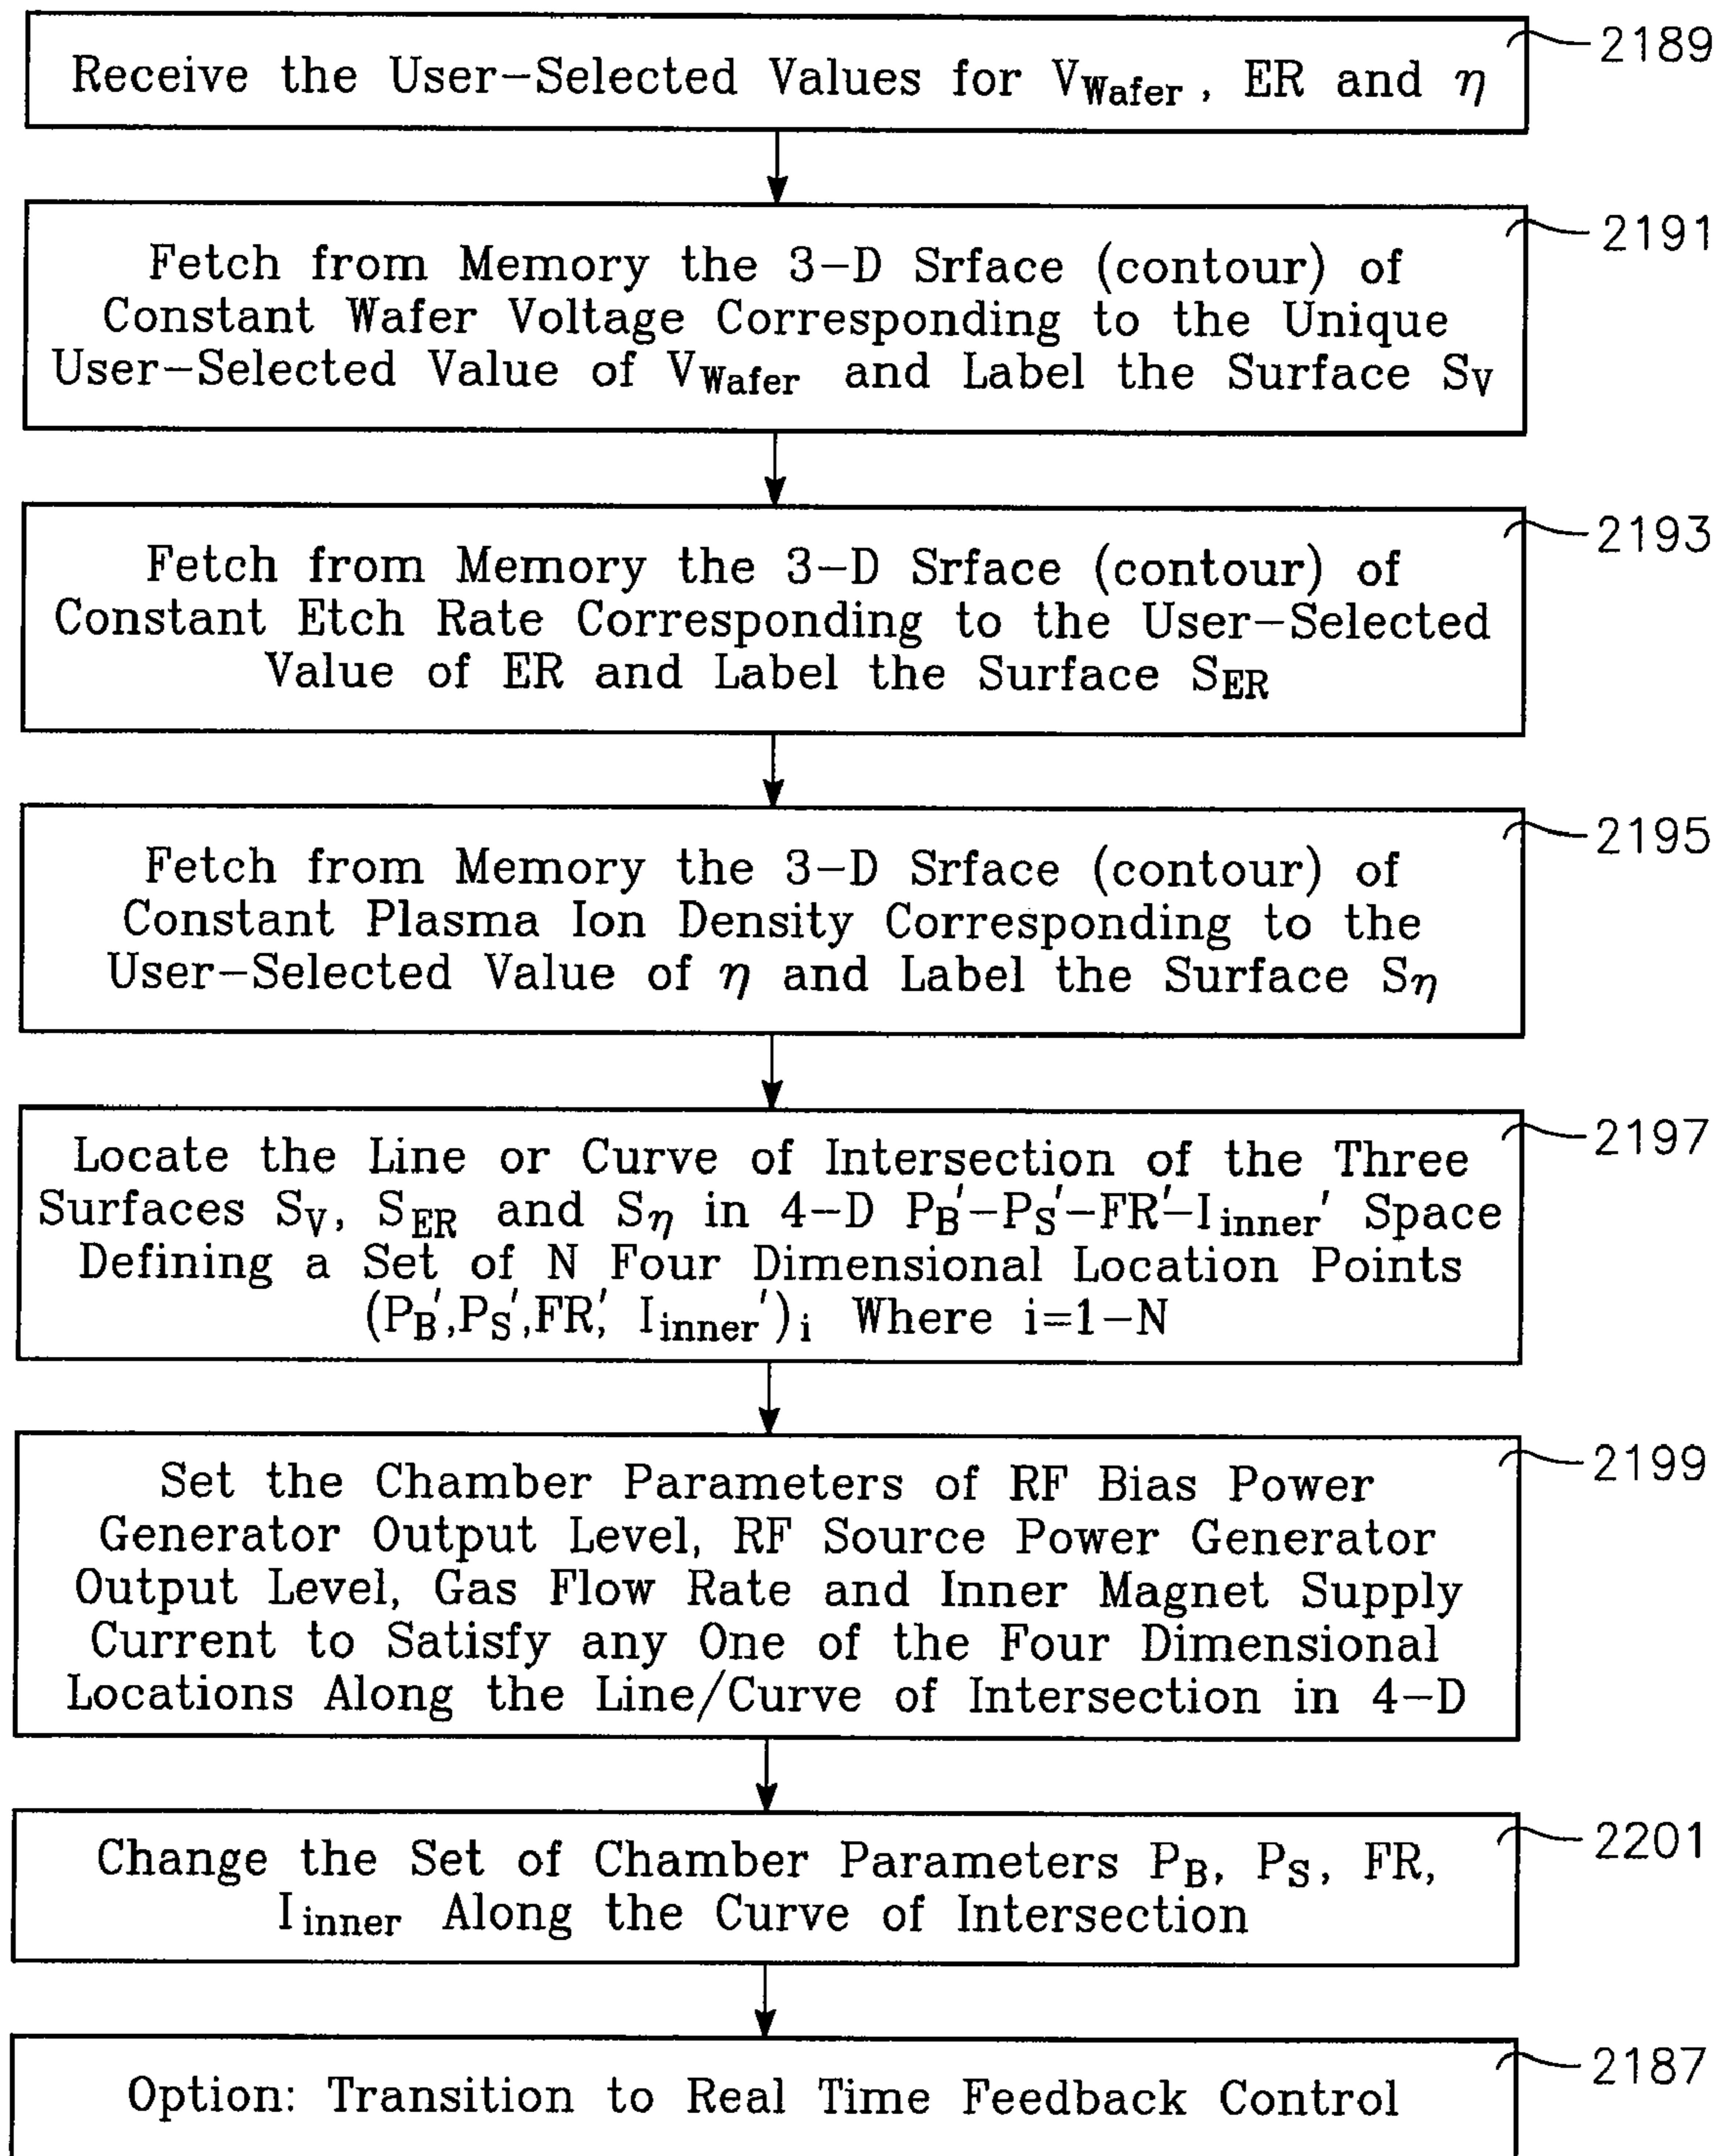 Receive the User-Selected Values for VWafer, ER and η
2189
Fetch from Memory the 3-D Srface (contour) of
Constant Wafer Voltage Corresponding to the Unique
User-Selected Value of VWafer and Label the Surface SV
2191
Fetch from Memory the 3-D Srface (contour) of
Constant Etch Rate Corresponding to the User-Selected
Value of ER and Label the Surface SER
2193
Fetch from Memory the 3-D Srface (contour) of
Constant Plasma Ion Density Corresponding to the
User-Selected Value of η and Label the Surface Sη
2195
Locate the Line or Curve of Intersection of the Three
Surfaces SV, SER and Sη in 4-D PB'-PS'-FR'-Iinner' Space
Defining a Set of N Four Dimensional Location Points
(PB',PS',FR', Iinner')i Where i=1-N
2197
Set the Chamber Parameters of RF Bias Power
Generator Output Level, RF Source Power Generator
Output Level, Gas Flow Rate and Inner Magnet Supply
Current to Satisfy any One of the Four Dimensional
Locations Along the Line/Curve of Intersection in 4-D
2199
Change the Set of Chamber Parameters PB, PS, FR,
Iinner Along the Curve of Intersection
2201
Option: Transition to Real Time Feedback Control
2187